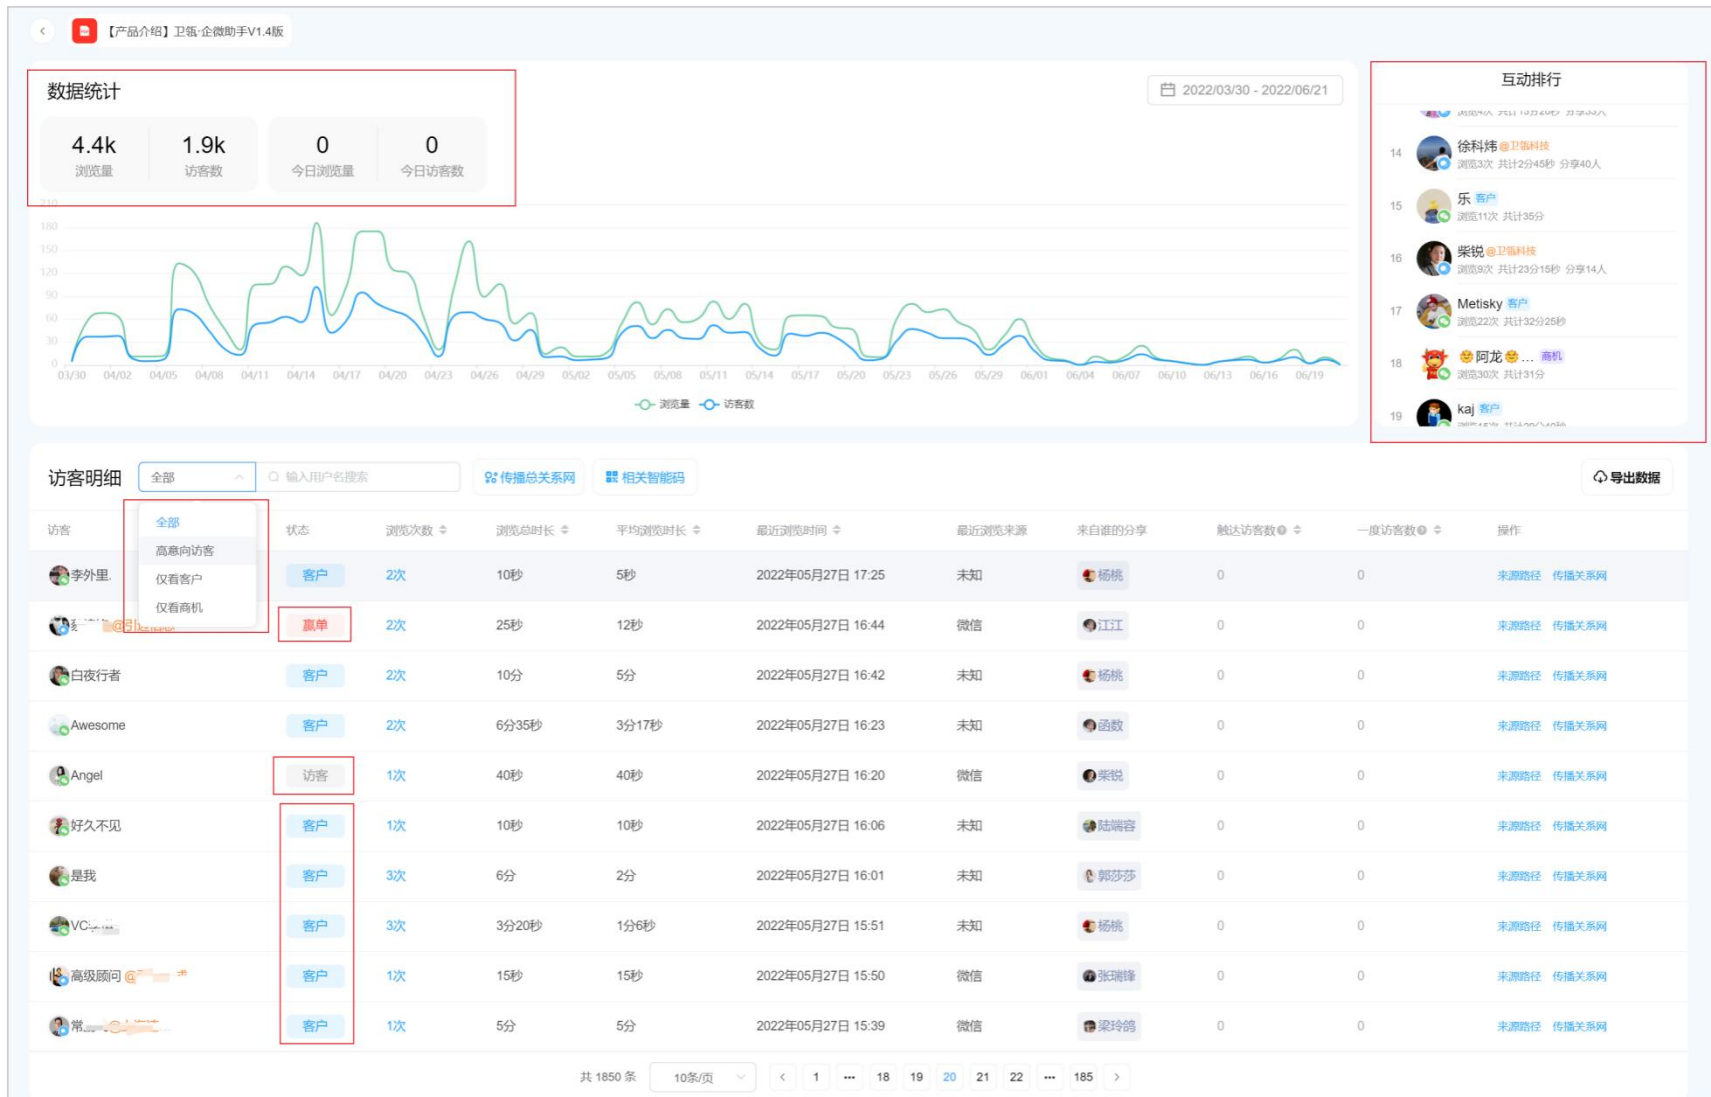 【产品介绍】卫瓴·企微助手V1.4版
数据统计
2022/03/30 - 2022/06/21
4.4k 1.9k 0 0
浏览量 访客数 今日浏览量 今日访客数
210
180
150
120
90
60
30
0
03/30 04/02 04/05 04/08 04/11 04/14 04/17 04/20 04/23 04/26 04/29 05/02 05/05 05/08 05/11 05/14 05/17 05/20 05/23 05/26 05/29 06/01 06/04 06/07 06/10 06/13 06/16 06/19
浏览量 访客数
互动排行
浏览4次 共计13分20秒 分享33人
14 徐科炜@卫瓴科技
浏览3次 共计2分45秒 分享40人
15 乐 客户
浏览11次 共计35分
16 柴锐@卫瓴科技
浏览9次 共计23分15秒 分享14人
17 Metisky 客户
浏览22次 共计32分25秒
18 阿龙... 商机
浏览30次 共计31分
19 kaj 客户
访客明细 全部 输入用户名搜索 传播总关系网 相关智能码 导出数据
全部
高意向访客
仅看客户
仅看商机
访客 状态 浏览次数 浏览总时长 平均浏览时长 最近浏览时间 最近浏览来源 来自谁的分享 触达访客数 一度访客数 操作
李外里. 客户 2次 10秒 5秒 2022年05月27日 17:25 未知 杨桃 0 0 来源路径 传播关系网
赢单 2次 25秒 12秒 2022年05月27日 16:44 微信 江江 0 0 来源路径 传播关系网
白夜行者 客户 2次 10分 5分 2022年05月27日 16:42 未知 杨桃 0 0 来源路径 传播关系网
Awesome 客户 2次 6分35秒 3分17秒 2022年05月27日 16:23 未知 函数 0 0 来源路径 传播关系网
Angel 访客 1次 40秒 40秒 2022年05月27日 16:20 微信 柴锐 0 0 来源路径 传播关系网
好久不见 客户 1次 10秒 10秒 2022年05月27日 16:06 未知 陆端容 0 0 来源路径 传播关系网
是我 客户 3次 6分 2分 2022年05月27日 16:01 未知 郭莎莎 0 0 来源路径 传播关系网
VC 客户 3次 3分20秒 1分6秒 2022年05月27日 15:51 未知 杨桃 0 0 来源路径 传播关系网
高级顾问 @ 客户 1次 15秒 15秒 2022年05月27日 15:50 微信 张瑞锋 0 0 来源路径 传播关系网
常 客户 1次 5分 5分 2022年05月27日 15:39 微信 梁玲鸽 0 0 来源路径 传播关系网
共 1850 条 10条/页 < 1 ... 18 19 20 21 22 ... 185 >